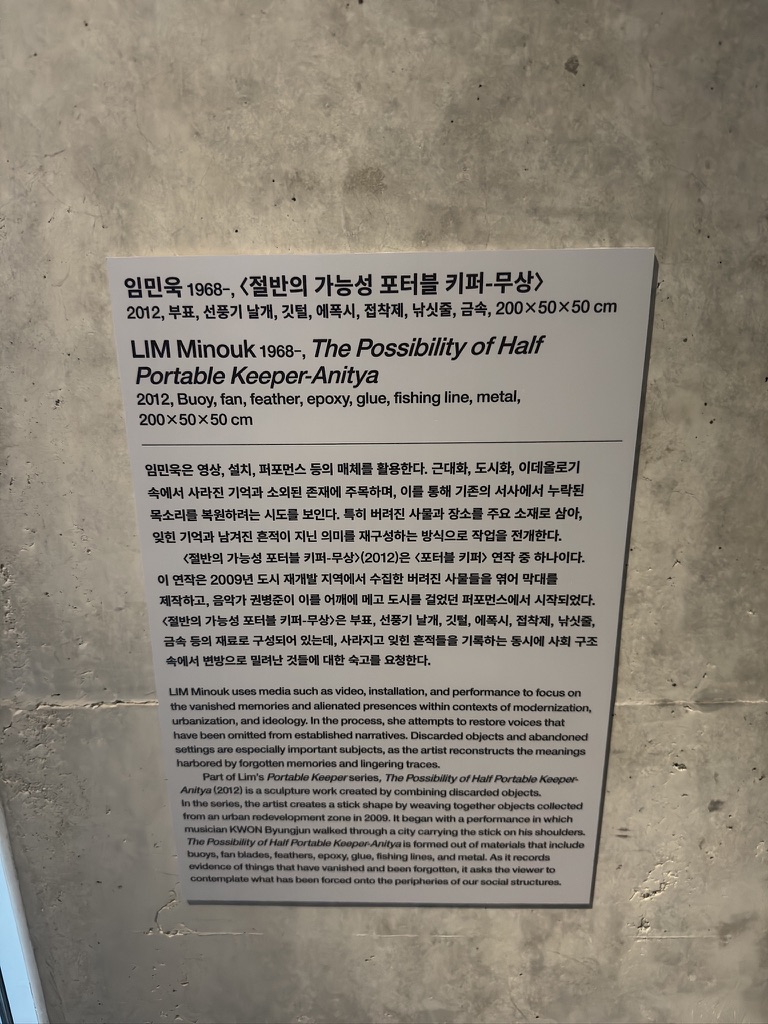 임민욱 1968–, 〈절반의 가능성 포터블 키퍼-무상〉
2012, 부표, 선풍기 날개, 깃털, 에폭시, 접착제, 낚싯줄, 금속, 200×50×50 cm
LIM Minouk 1968–, The Possibility of Half
Portable Keeper-Anitya
2012, Buoy, fan, feather, epoxy, glue, fishing line, metal,
200×50×50 cm
임민욱은 영상, 설치, 퍼포먼스 등의 매체를 활용한다. 근대화, 도시화, 이데올로기
속에서 사라진 기억과 소외된 존재에 주목하며, 이를 통해 기존의 서사에서 누락된
목소리를 복원하려는 시도를 보인다. 특히 버려진 사물과 장소를 주요 소재로 삼아,
잊힌 기억과 남겨진 흔적이 지닌 의미를 재구성하는 방식으로 작업을 전개한다.
〈절반의 가능성 포터블 키퍼-무상〉(2012)은 〈포터블 키퍼〉 연작 중 하나이다.
이 연작은 2009년 도시 재개발 지역에서 수집한 버려진 사물들을 엮어 막대를
제작하고, 음악가 권병준이 이를 어깨에 메고 도시를 걸었던 퍼포먼스에서 시작되었다.
〈절반의 가능성 포터블 키퍼-무상〉은 부표, 선풍기 날개, 깃털, 에폭시, 접착제, 낚싯줄,
금속 등의 재료로 구성되어 있는데, 사라지고 잊힌 흔적들을 기록하는 동시에 사회 구조
속에서 변방으로 밀려난 것들에 대한 숙고를 요청한다.
LIM Minouk uses media such as video, installation, and performance to focus on
the vanished memories and alienated presences within contexts of modernization,
urbanization, and ideology. In the process, she attempts to restore voices that
have been omitted from established narratives. Discarded objects and abandoned
settings are especially important subjects, as the artist reconstructs the meanings
harbored by forgotten memories and lingering traces.
Part of Lim's Portable Keeper series, The Possibility of Half Portable Keeper-
Anitya (2012) is a sculpture work created by combining discarded objects.
In the series, the artist creates a stick shape by weaving together objects collected
from an urban redevelopment zone in 2009. It began with a performance in which
musician KWON Byungjun walked through a city carrying the stick on his shoulders.
The Possibility of Half Portable Keeper-Anitya is formed out of materials that include
buoys, fan blades, feathers, epoxy, glue, fishing lines, and metal. As it records
evidence of things that have vanished and been forgotten, it asks the viewer to
contemplate what has been forced onto the peripheries of our social structures.